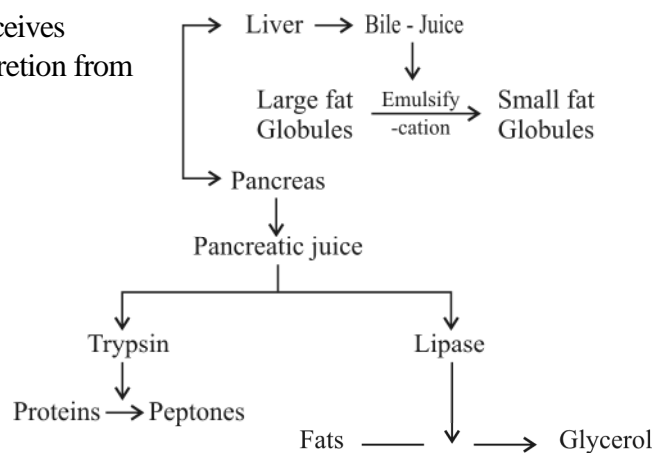 ceives
retion from
Liver → Bile - Juice
Large fat Globules
Emulsify
-cation
Small fat Globules
Pancreas
Pancreatic juice
Trypsin
Lipase
Proteins → Peptones
Fats
Glycerol